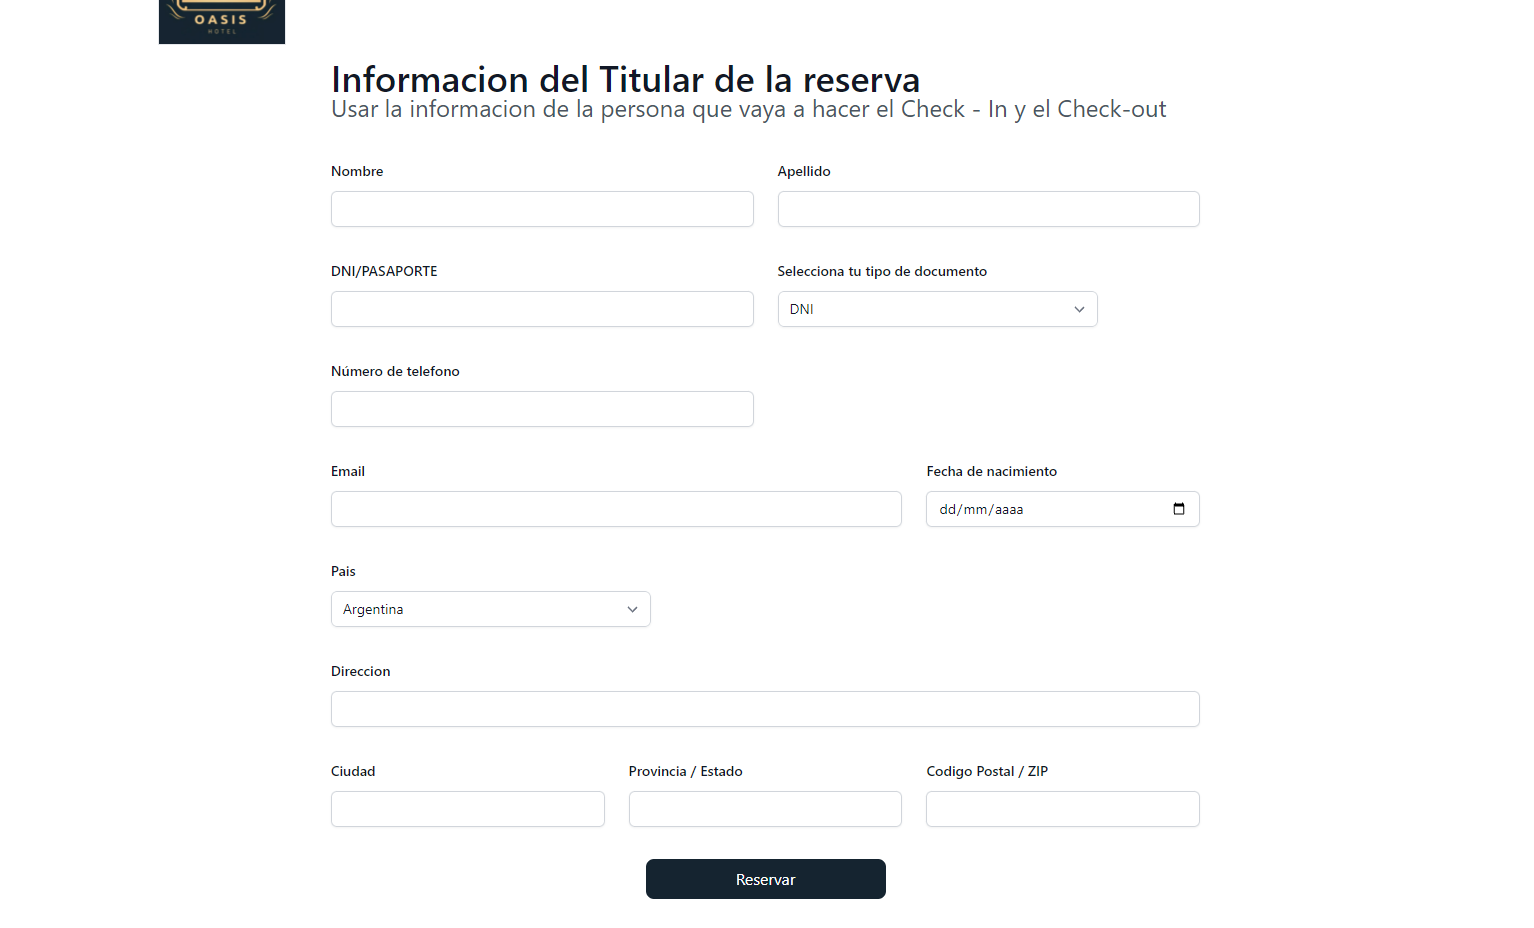 OASIS
HOTEL
Informacion del Titular de la reserva
Usar la informacion de la persona que vaya a hacer el Check - In y el Check-out
Nombre
Apellido
DNI/PASAPORTE
Selecciona tu tipo de documento
DNI
Número de telefono
Email
Fecha de nacimiento
dd/mm/aaaa
Pais
Argentina
Direccion
Ciudad
Provincia / Estado
Codigo Postal / ZIP
Reservar